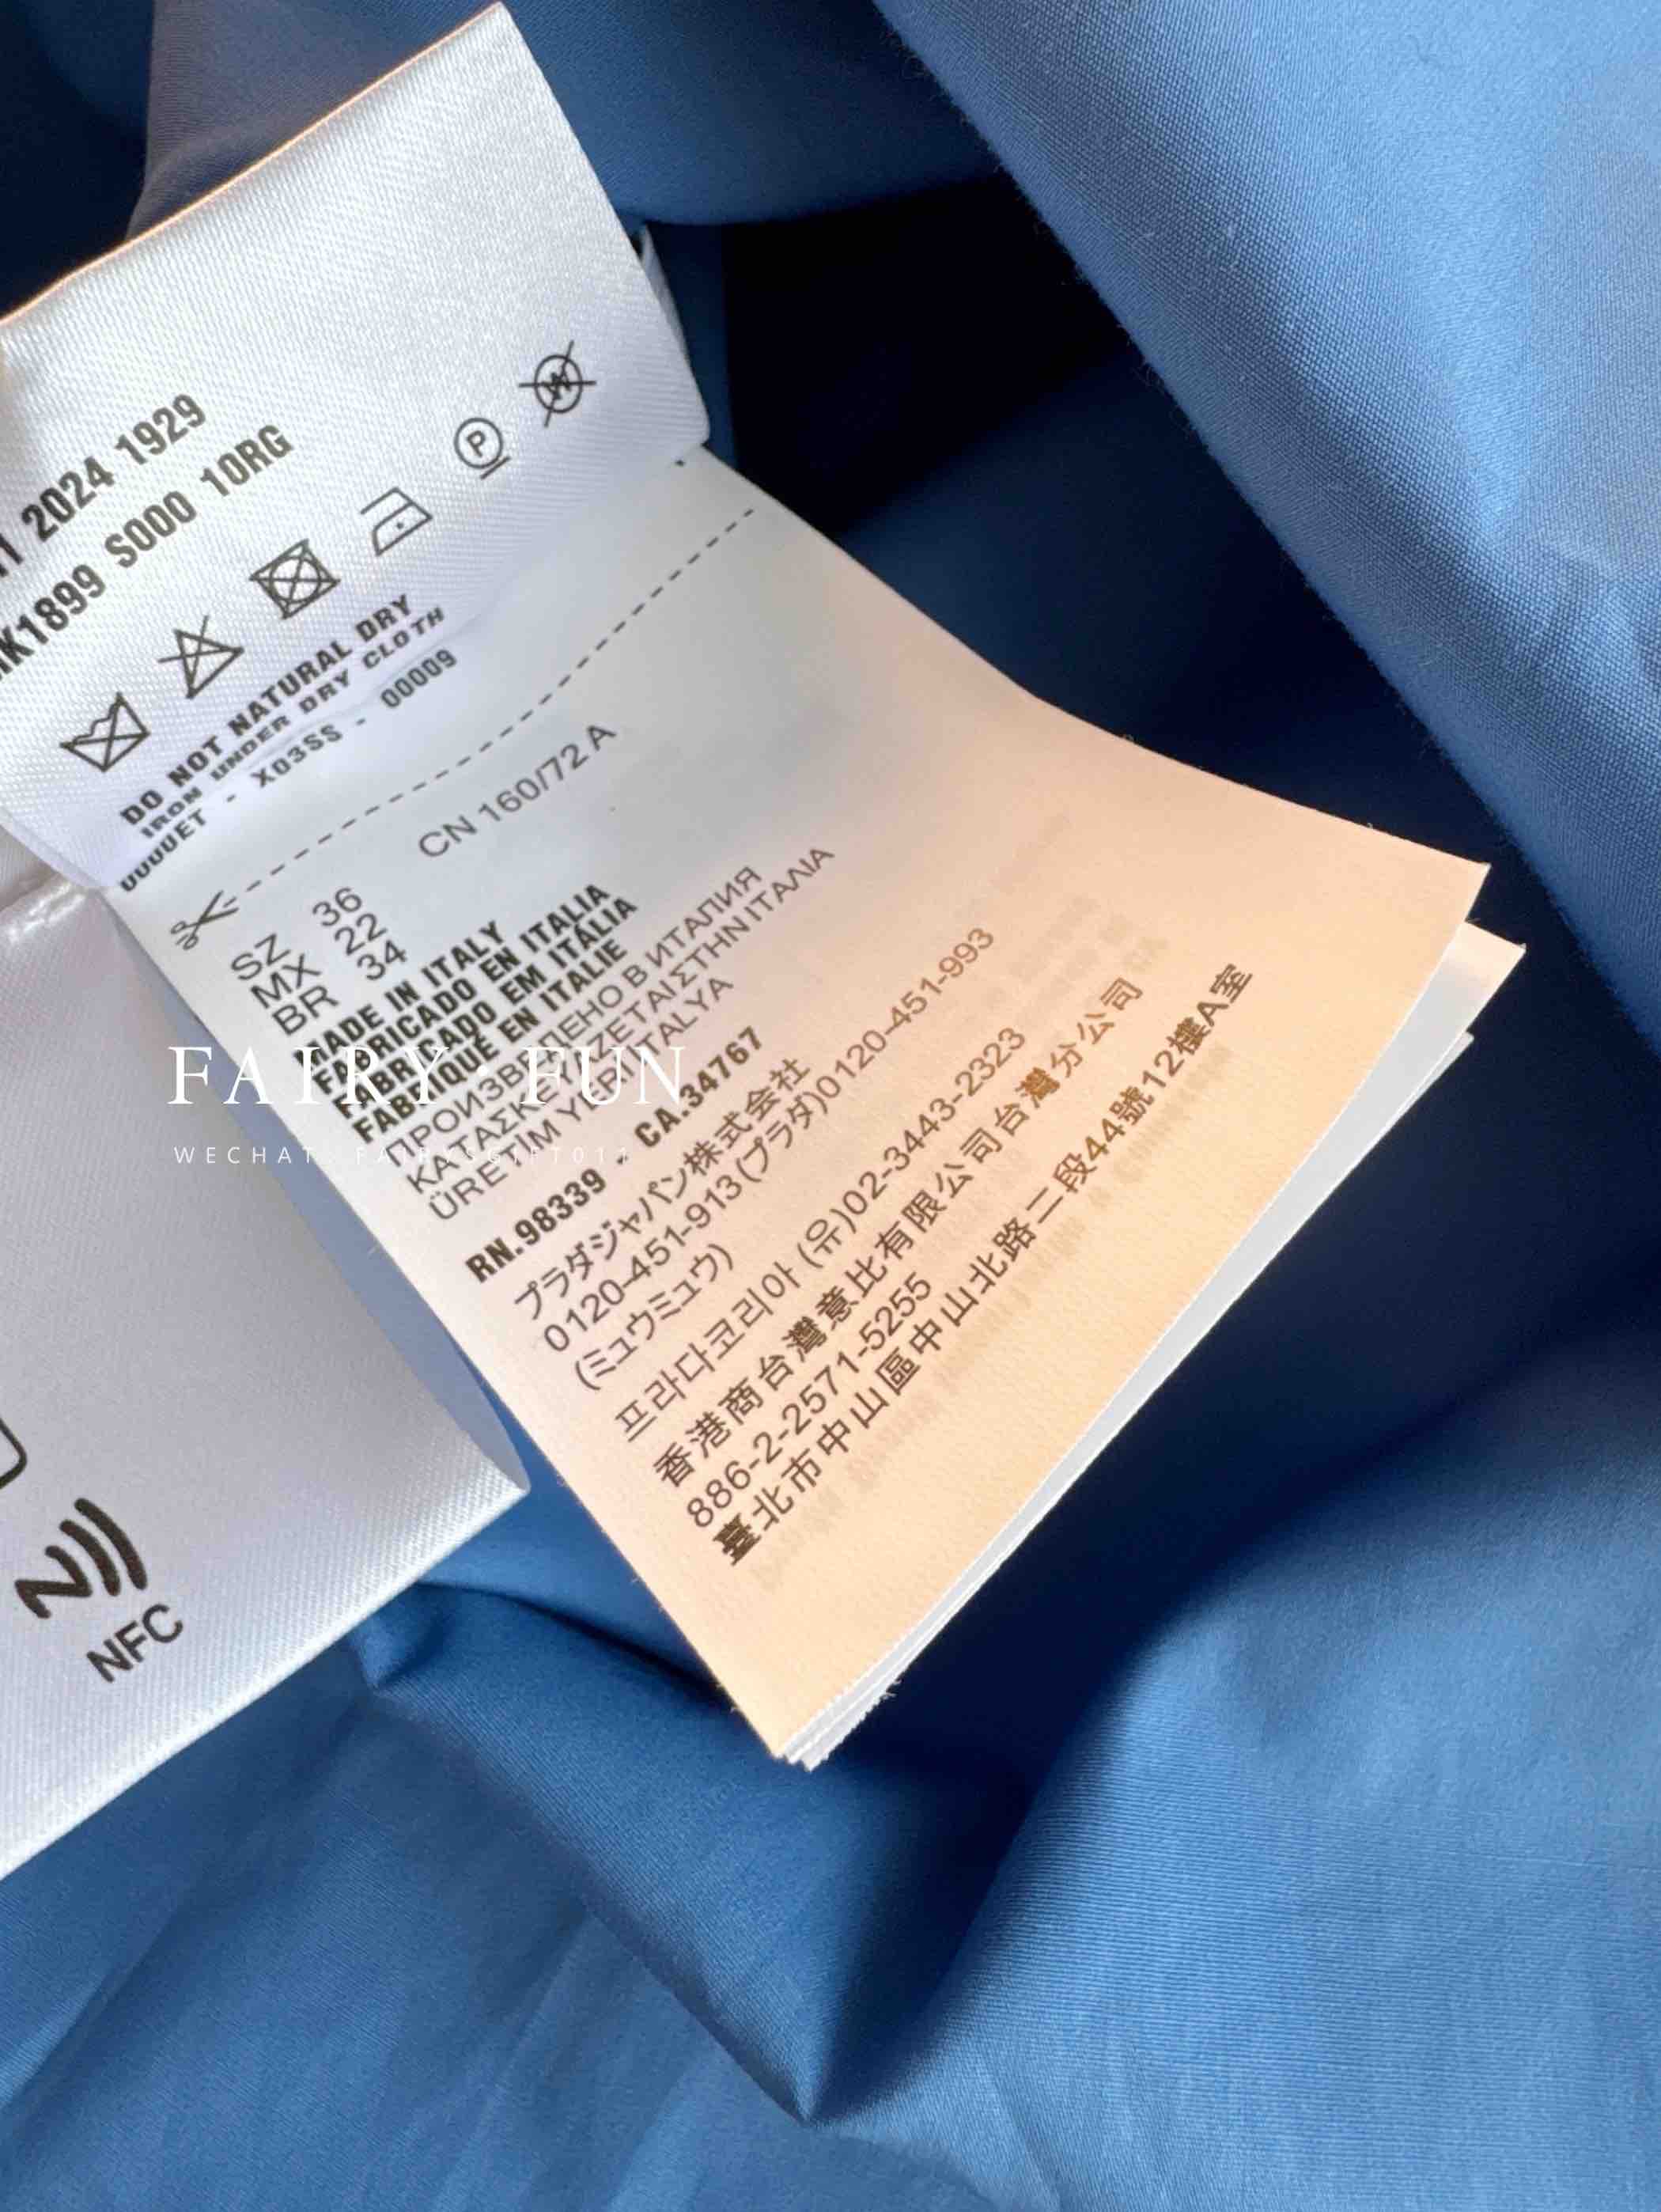 2024 1929
K1899 S000 10RG
P
W
DO NOT NATURAL DRY
IRON UNDER DRY CLOTH
X03SS - 00009
CN 160/72 A
SZ 36
MX 22
BR 34
MADE IN ITALY
FABRICADO EN ITALIA
FABRICADO EM ITÁLIA
FABRIQUÉ EN ITALIE
ПРОИЗВЕДЕНО В ИТАЛИЯ
ΚΑΤΑΣΚΕΥΑΖΕΤΑΙ ΣΤΗΝ ΙΤΑΛΙΑ
ÜRETİM YERİ İTALYA
RN.98339 - CA.34767
プラダジャパン株式会社
0120-451-913(プラダ)0120-451-993
(ミュウミュウ)
프라다코리아 (유)02-3443-2323
香港商台灣意比有限公司台灣分公司
886-2-2571-5255
臺北市中山區中山北路二段44號12樓A室
NFC
FAIRY·FUN